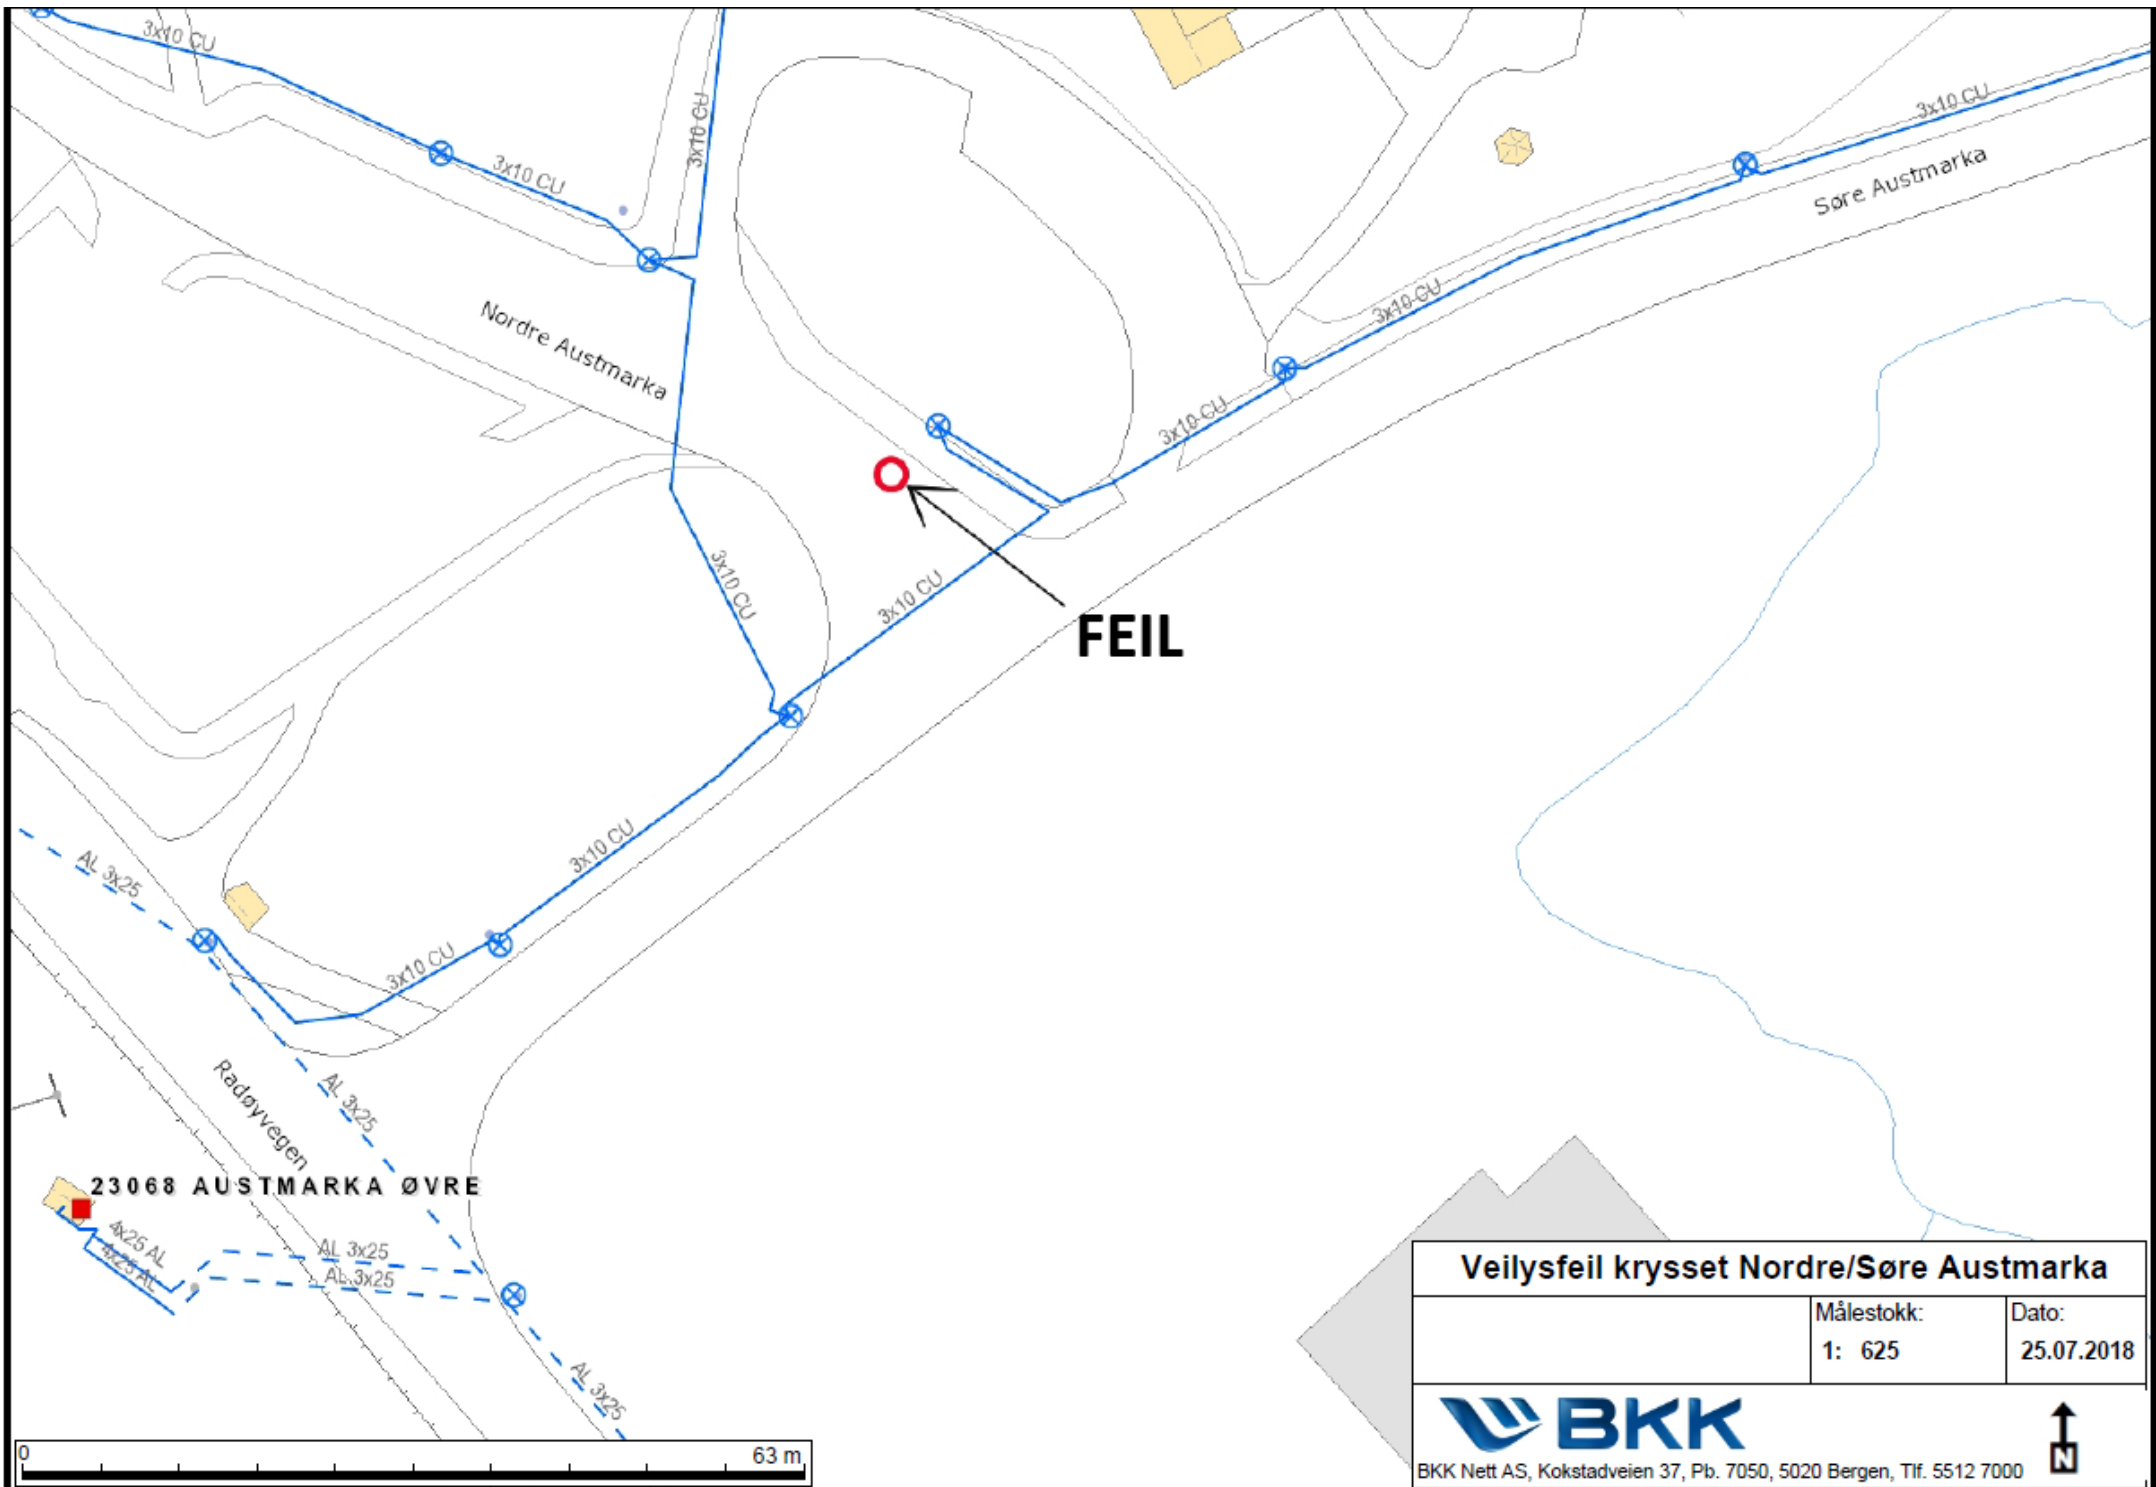 3x10 CU
3x10 CU
3x10 CU
3x10 CU
Søre Austmarka
3x10 CU
Nordre Austmarka
3x10 CU
3x10 CU
3x10 CU
FEIL
3x10 CU
AL 3x25
3x10 CU
AL 3x25
Radøyvegen
23068 AUSTMARKA ØVRE
4x25 AL
4x25 AL
AL 3x25
AL 3x25
AL 3x25
0 63 m
Veilysfeil krysset Nordre/Søre Austmarka
Målestokk: Dato:
1: 625 25.07.2018
BKK
N
BKK Nett AS, Kokstadveien 37, Pb. 7050, 5020 Bergen, Tlf. 5512 7000